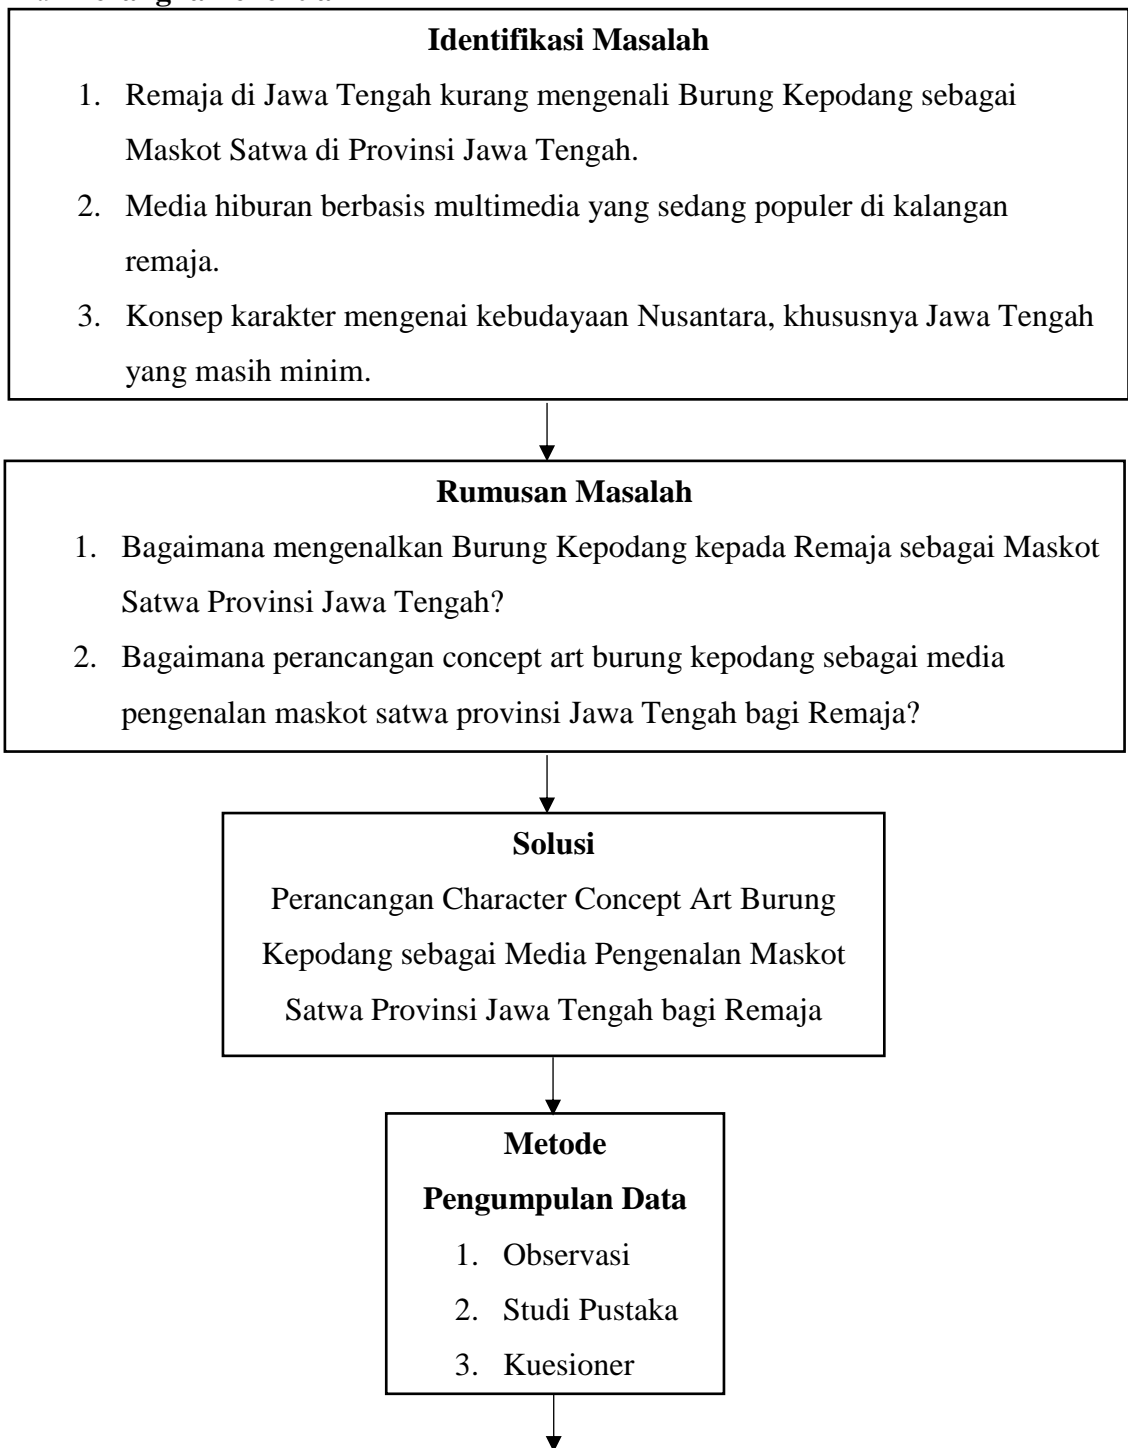 Identifikasi Masalah
1. Remaja di Jawa Tengah kurang mengenali Burung Kepodang sebagai
Maskot Satwa di Provinsi Jawa Tengah.
2. Media hiburan berbasis multimedia yang sedang populer di kalangan
remaja.
3. Konsep karakter mengenai kebudayaan Nusantara, khususnya Jawa Tengah
yang masih minim.
Rumusan Masalah
1. Bagaimana mengenalkan Burung Kepodang kepada Remaja sebagai Maskot
Satwa Provinsi Jawa Tengah?
2. Bagaimana perancangan concept art burung kepodang sebagai media
pengenalan maskot satwa provinsi Jawa Tengah bagi Remaja?
Solusi
Perancangan Character Concept Art Burung
Kepodang sebagai Media Pengenalan Maskot
Satwa Provinsi Jawa Tengah bagi Remaja
Metode
Pengumpulan Data
1. Observasi
2. Studi Pustaka
3. Kuesioner